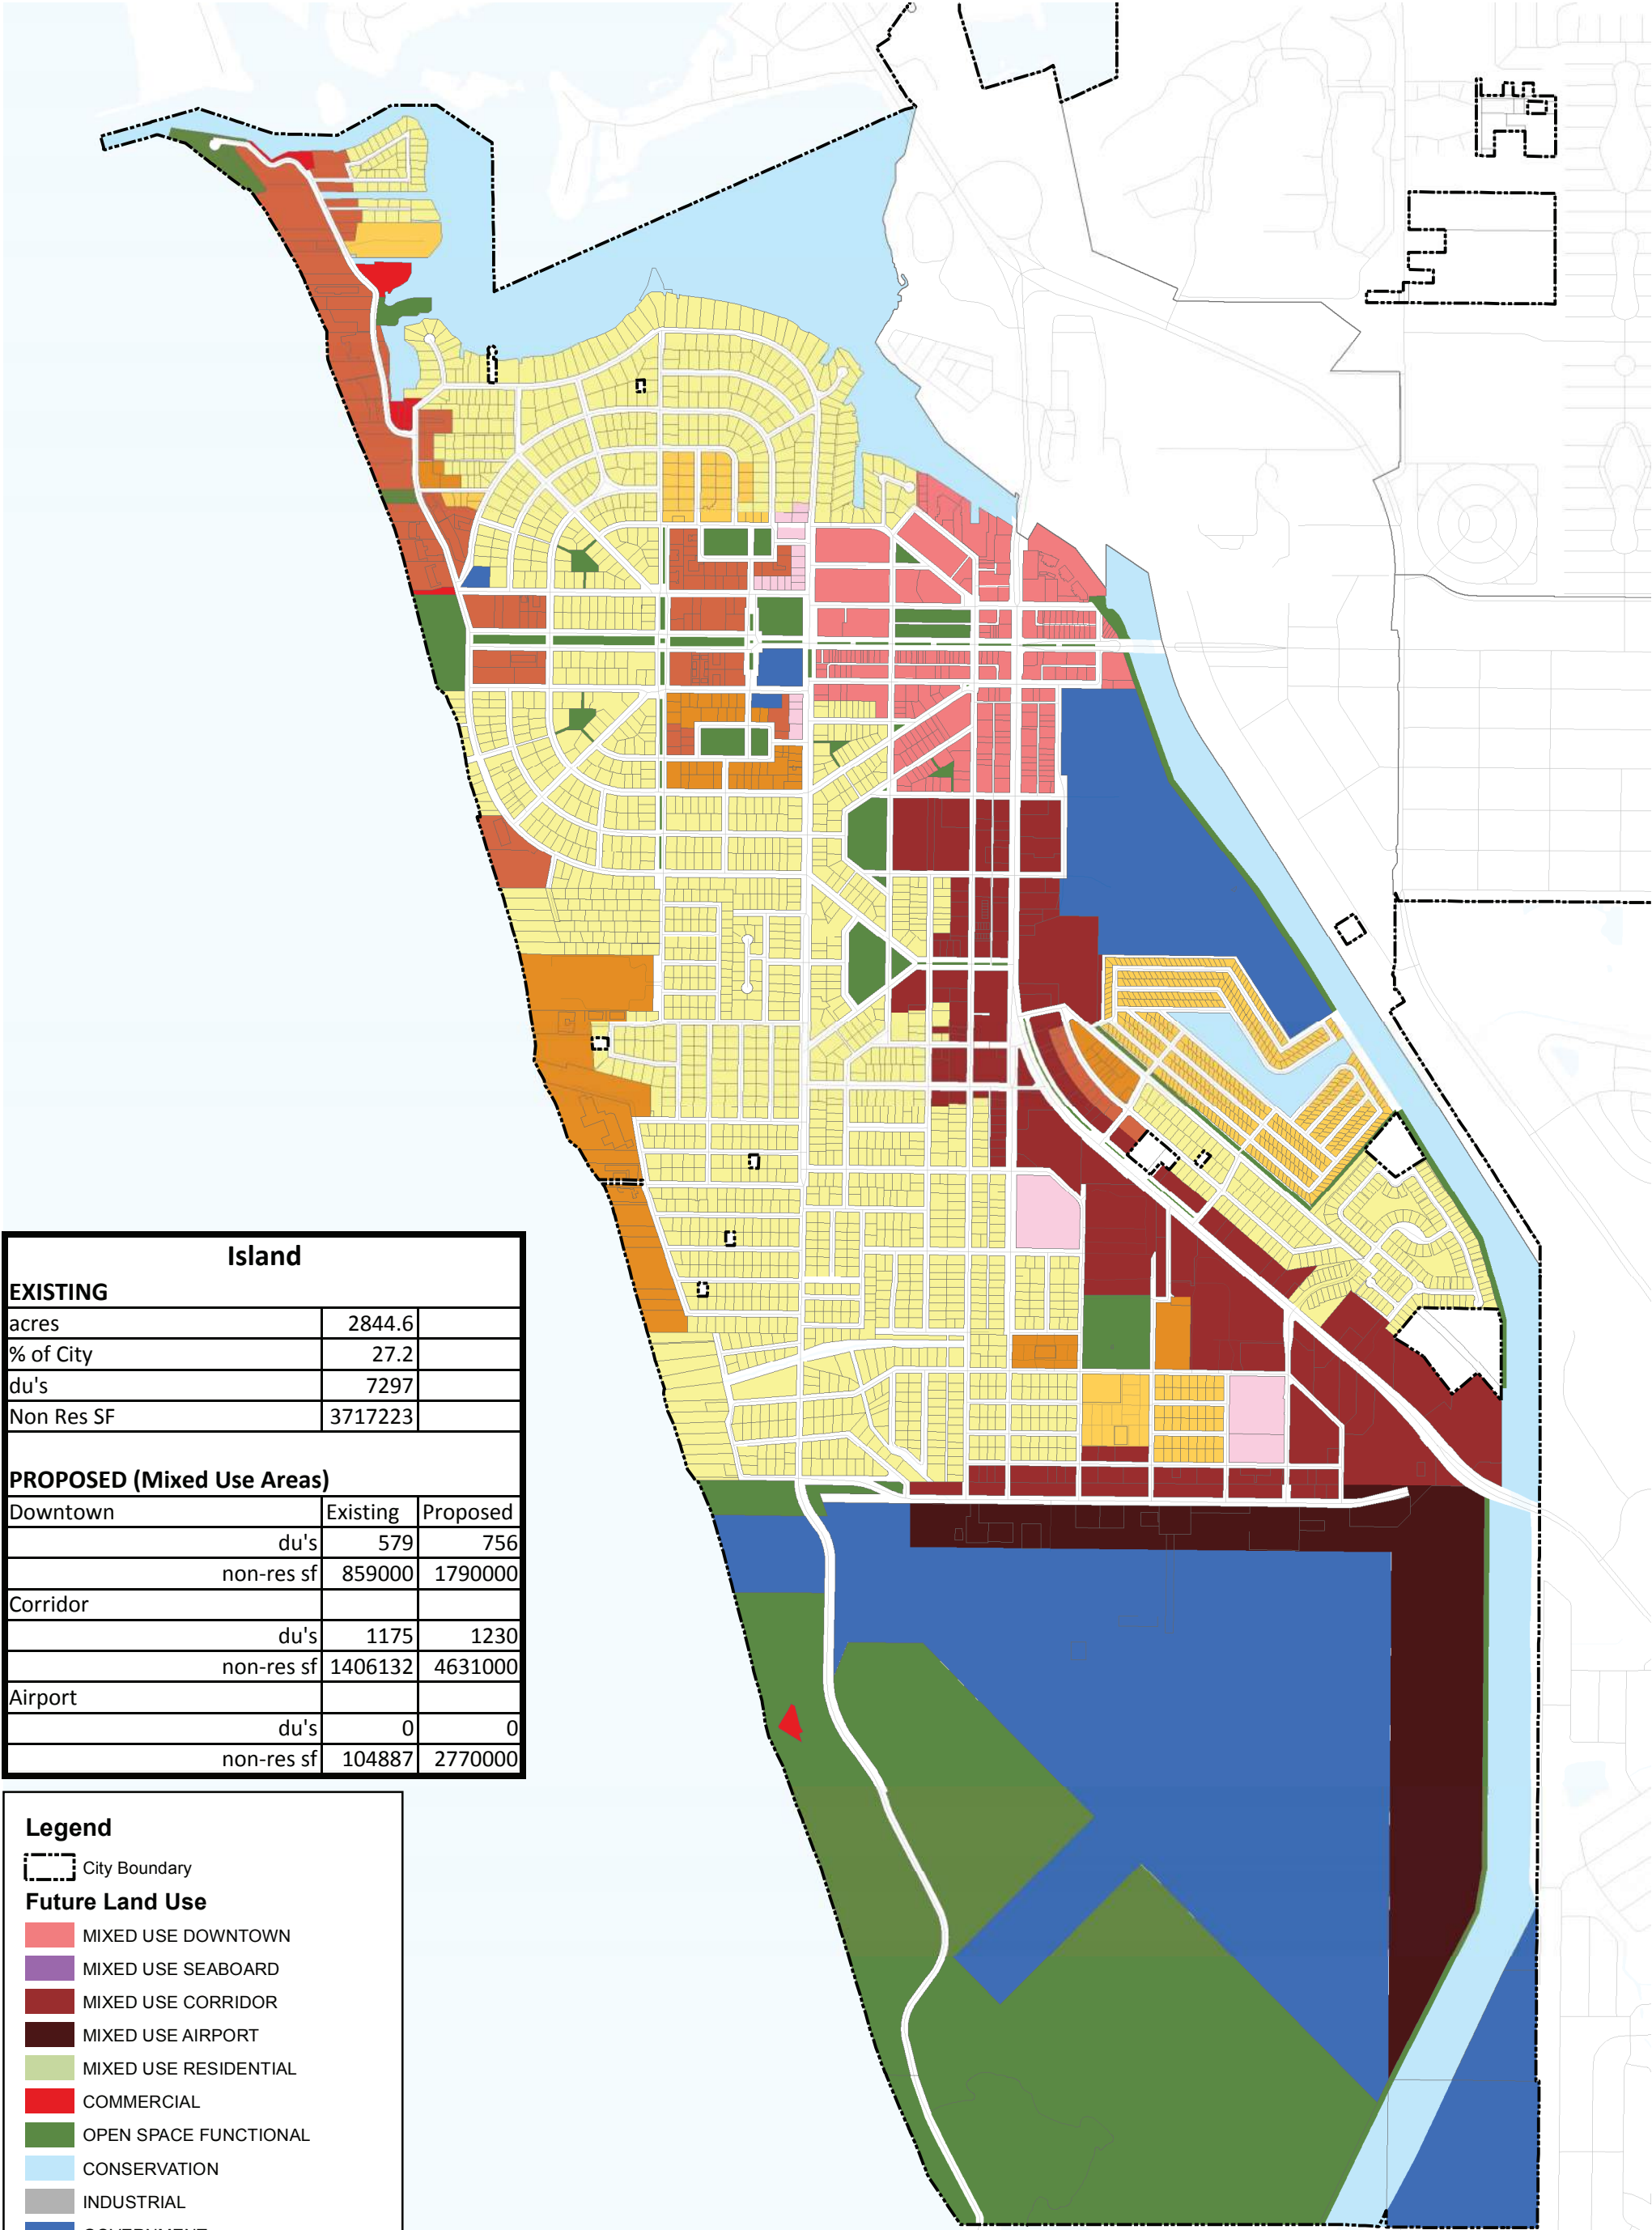 Island
EXISTING
acres 2844.6
% of City 27.2
du's 7297
Non Res SF 3717223
PROPOSED (Mixed Use Areas)
Downtown Existing Proposed
du's 579 756
non-res sf 859000 1790000
Corridor
du's 1175 1230
non-res sf 1406132 4631000
Airport
du's 0 0
non-res sf 104887 2770000
Legend
City Boundary
Future Land Use
MIXED USE DOWNTOWN
MIXED USE SEABOARD
MIXED USE CORRIDOR
MIXED USE AIRPORT
MIXED USE RESIDENTIAL
COMMERCIAL
OPEN SPACE FUNCTIONAL
CONSERVATION
INDUSTRIAL
GOVERNMENT